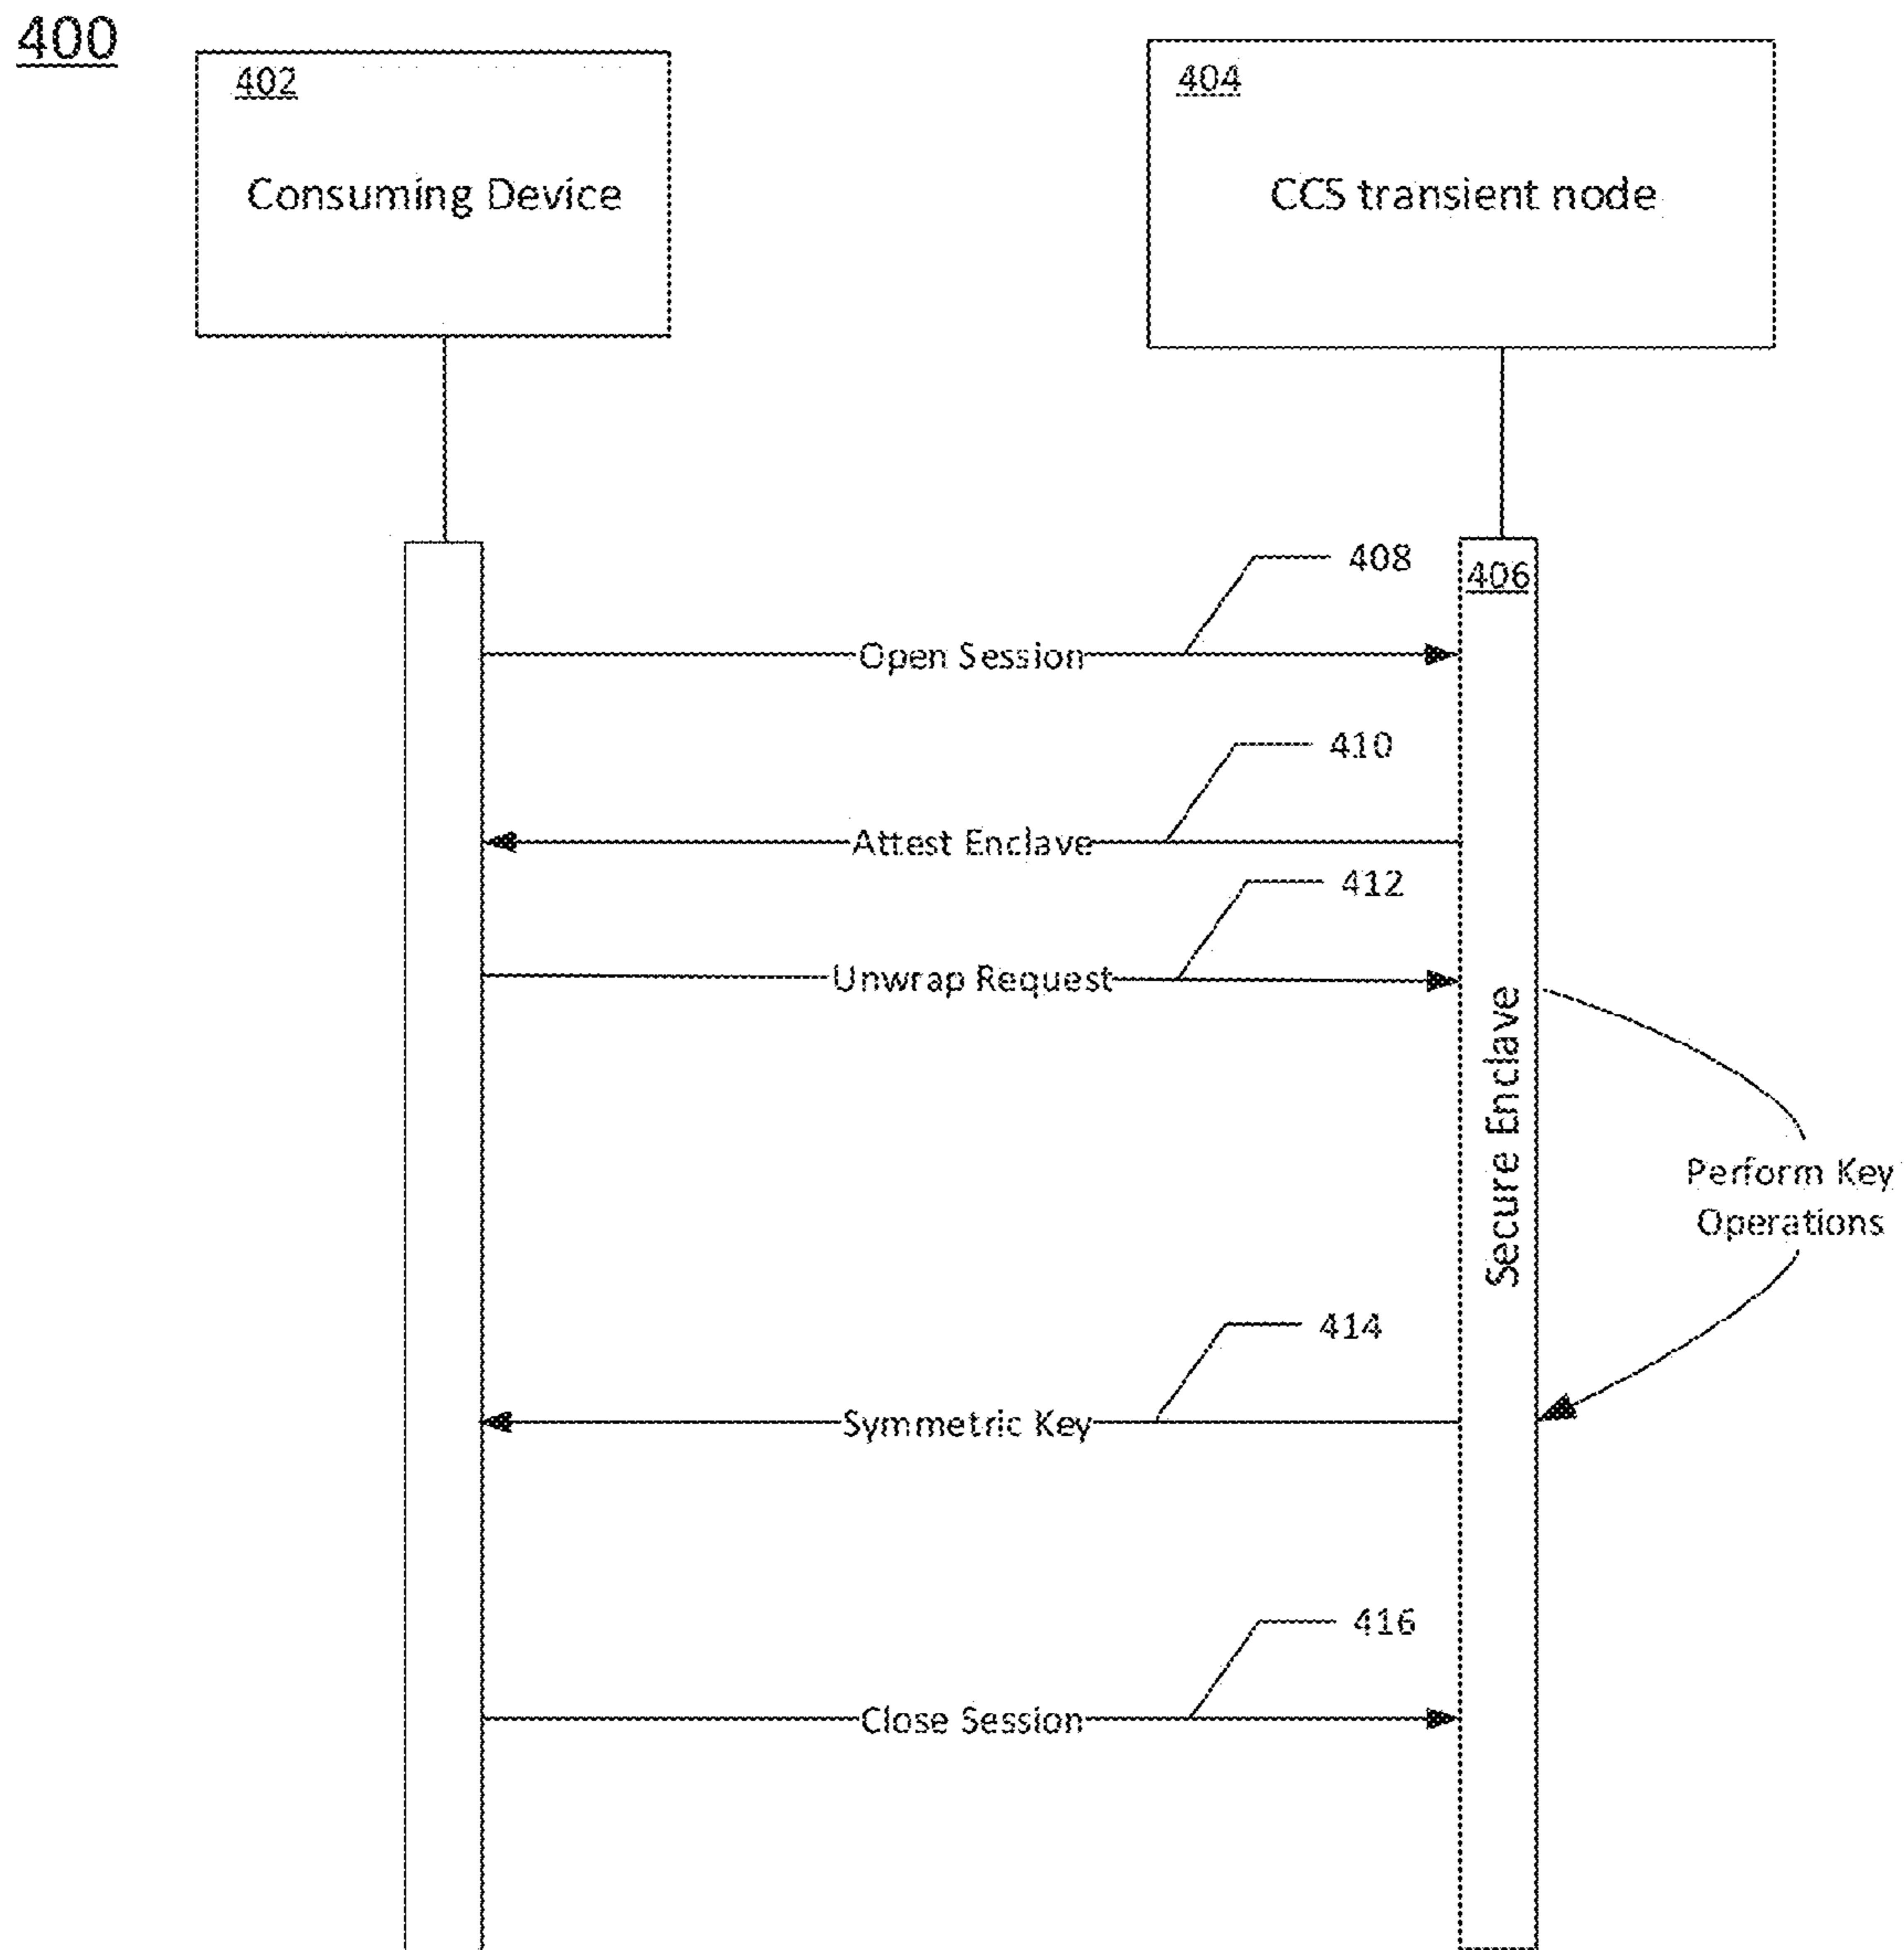 400
402
Consuming Device
404
CCS transient node
406
408
Open Session
410
Attest Enclave
412
Unwrap Request
Secure Enclave
Perform Key
Operations
414
Symmetric Key
416
Close Session